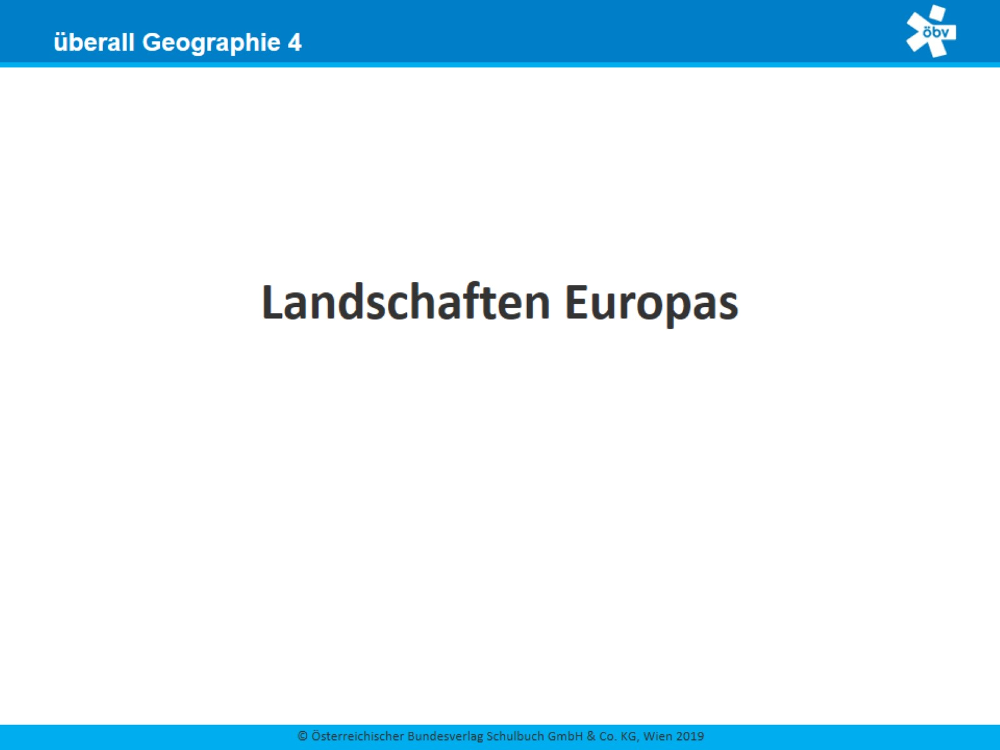 überall Geographie 4
öbv
Landschaften Europas
© Österreichischer Bundesverlag Schulbuch GmbH & Co. KG, Wien 2019